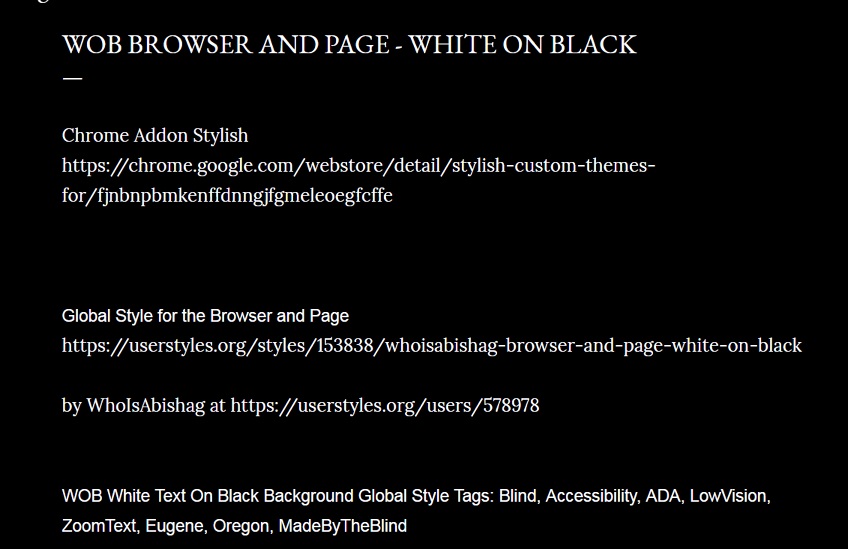 WOB BROWSER AND PAGE - WHITE ON BLACK
Chrome Addon Stylish
https://chrome.google.com/webstore/detail/stylish-custom-themes-
for/fjnbnpbmkenffdnngjfgmeleoegfcffe
Global Style for the Browser and Page
https://userstyles.org/styles/153838/whoisabishag-browser-and-page-white-on-black
by WhoIsAbishag at https://userstyles.org/users/578978
WOB White Text On Black Background Global Style Tags: Blind, Accessibility, ADA, LowVision,
ZoomText, Eugene, Oregon, MadeByTheBlind